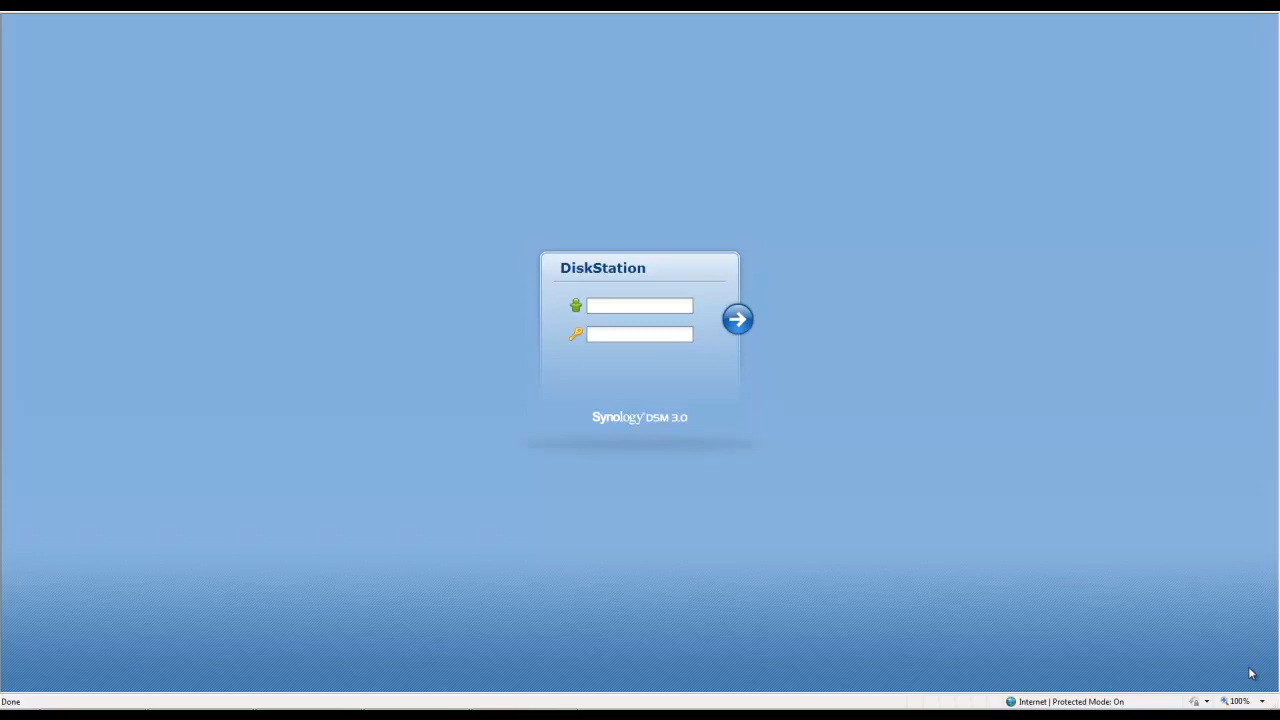 DiskStation
Synology DSM 3.0
Done
Internet | Protected Mode: On
100%